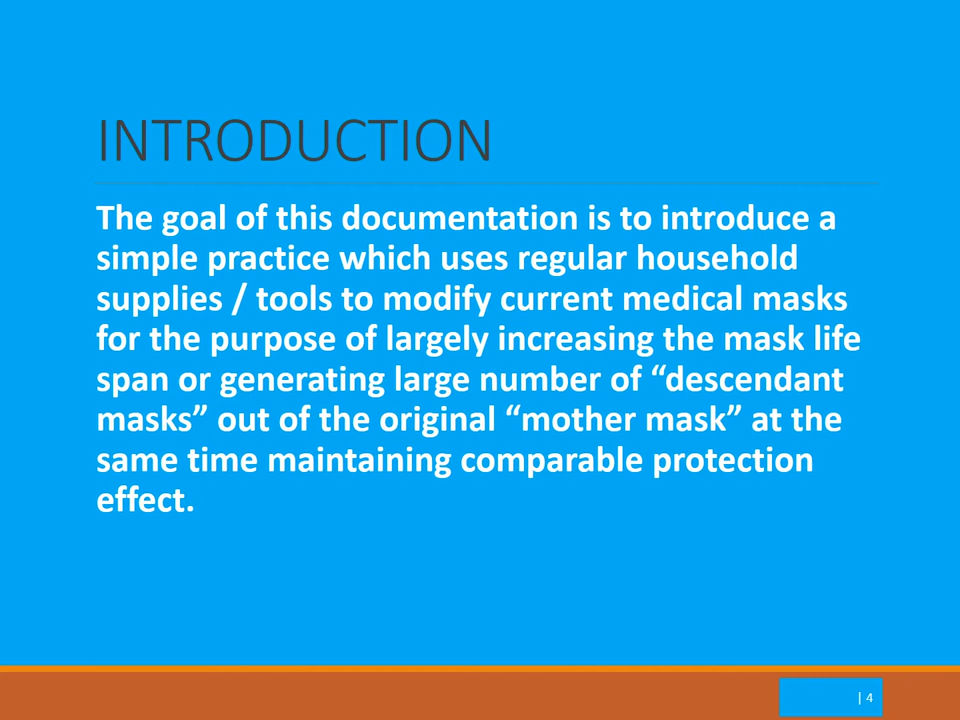 INTRODUCTION
The goal of this documentation is to introduce a
simple practice which uses regular household
supplies / tools to modify current medical masks
for the purpose of largely increasing the mask life
span or generating large number of “descendant
masks” out of the original “mother mask” at the
same time maintaining comparable protection
effect.
| 4